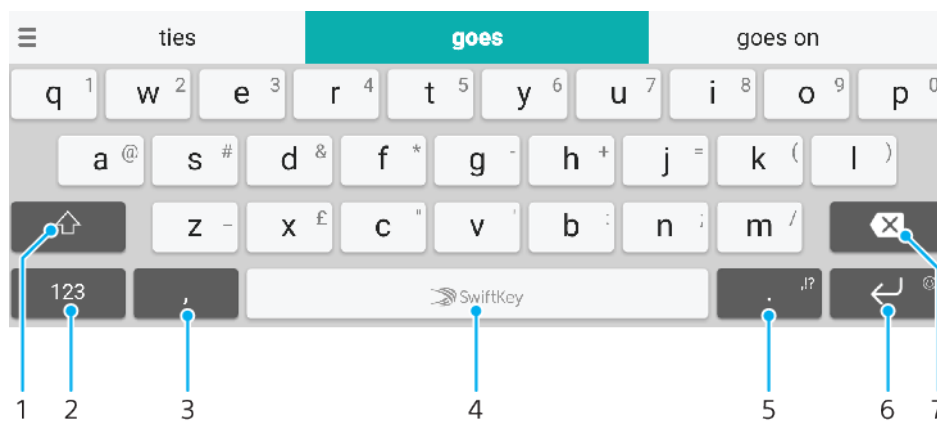 ties goes goes on
q 1 w 2 e 3 r 4 t 5 y 6 u 7 i 8 o 9 p 0
a @ s # d & f * g - h + j = k ( l )
z _ x £ c " v ' b : n ; m /
123 , SwiftKey . ,!?
1 2 3 4 5 6 7